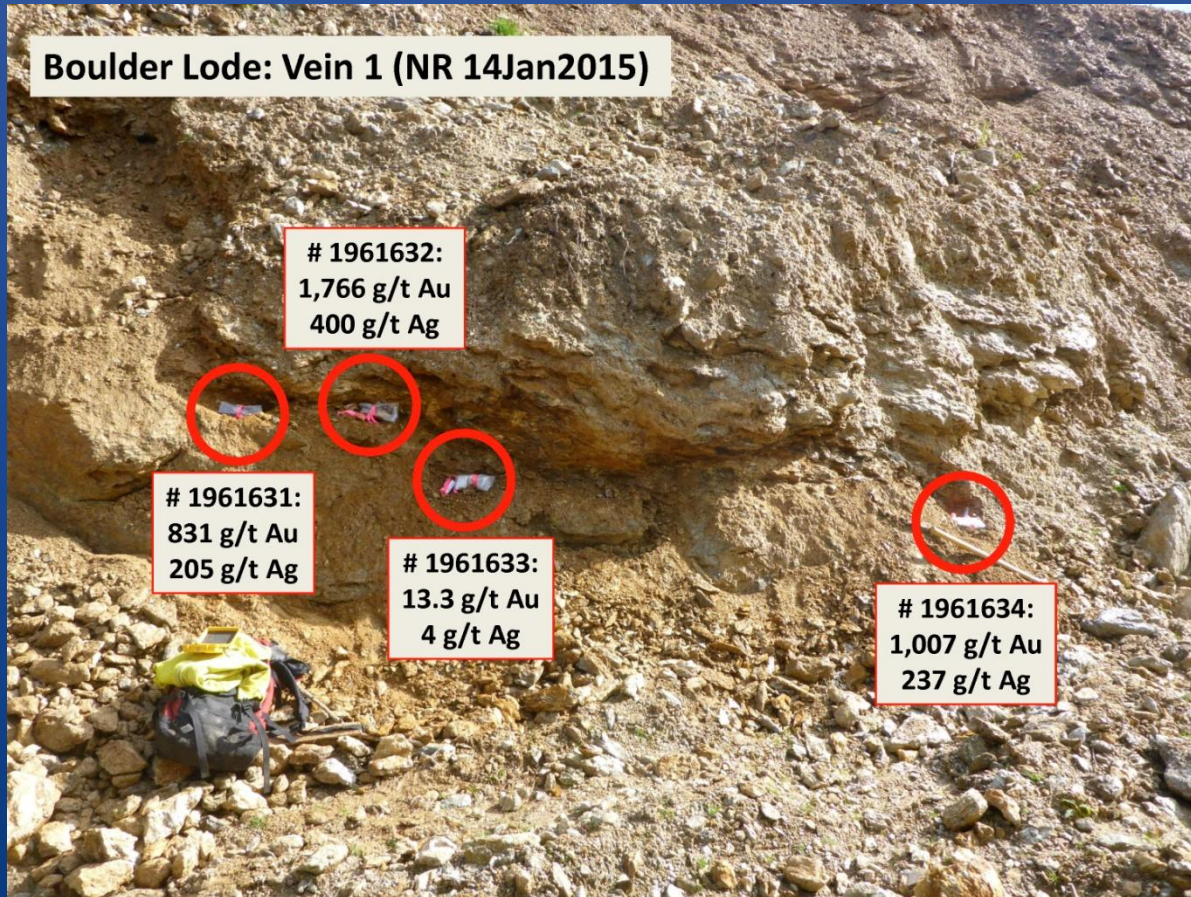 Boulder Lode: Vein 1 (NR 14Jan2015)
# 1961632:
1,766 g/t Au
400 g/t Ag
# 1961631:
831 g/t Au
205 g/t Ag
# 1961633:
13.3 g/t Au
4 g/t Ag
# 1961634:
1,007 g/t Au
237 g/t Ag